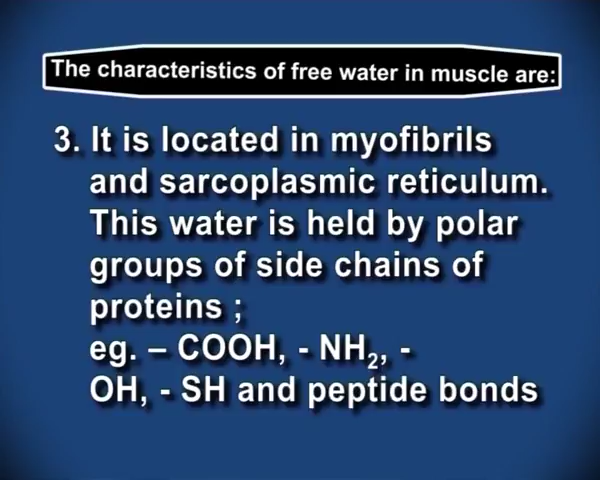 The characteristics of free water in muscle are:
3. It is located in myofibrils
and sarcoplasmic reticulum.
This water is held by polar
groups of side chains of
proteins ;
eg. – COOH, - NH₂, -
OH, - SH and peptide bonds